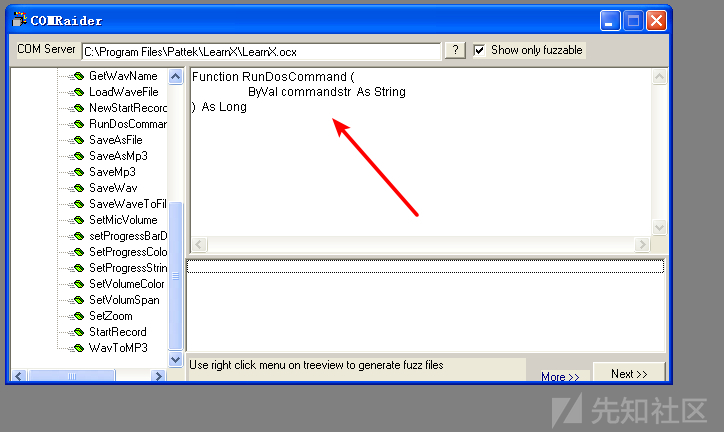 COMRaider
COM Server
C:\Program Files\Pattek\LearnX\LearnX.ocx
?
Show only fuzzable
GetWavName
LoadWaveFile
NewStartRecord
RunDosComman
SaveAsFile
SaveAsMp3
SaveMp3
SaveWav
SaveWaveToFil
SetMicVolume
setProgressBarD
SetProgressColo
SetProgressStrin
SetVolumeColor
SetVolumSpan
SetZoom
StartRecord
WavToMP3
Function RunDosCommand (
ByVal commandstr As String
) As Long
Use right click menu on treeview to generate fuzz files
More >>
Next >>
先知社区